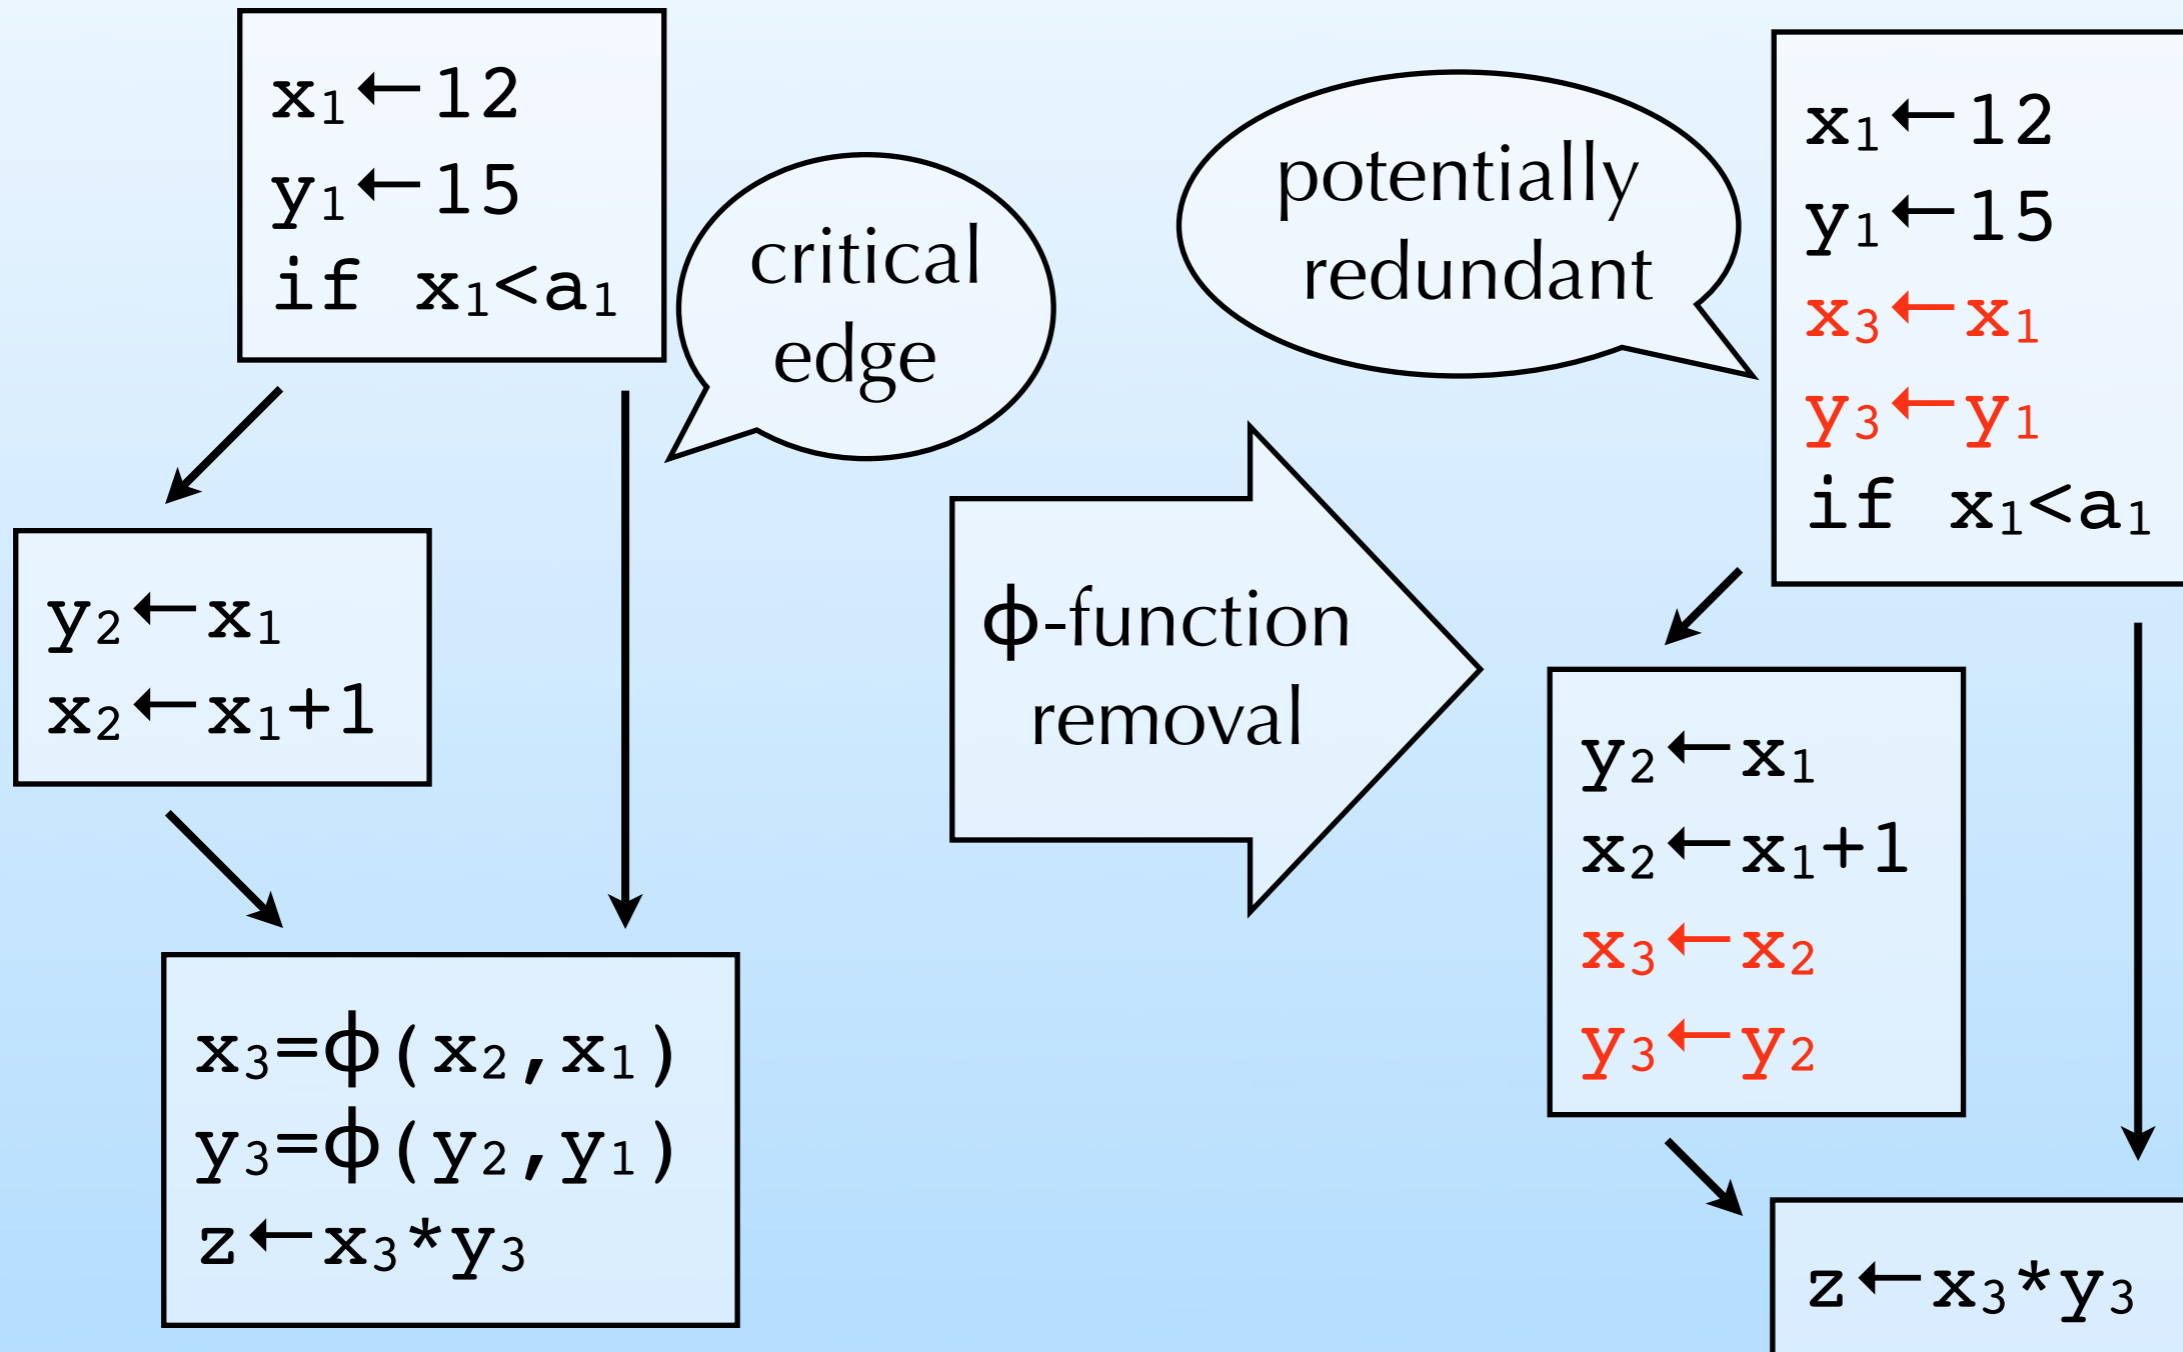 x₁←12
y₁←15
if x₁<a₁
critical
edge
y₂←x₁
x₂←x₁+1
x₃=ϕ(x₂,x₁)
y₃=ϕ(y₂,y₁)
z←x₃*y₃
ϕ-function
removal
potentially
redundant
x₁←12
y₁←15
x₃←x₁
y₃←y₁
if x₁<a₁
y₂←x₁
x₂←x₁+1
x₃←x₂
y₃←y₂
z←x₃*y₃